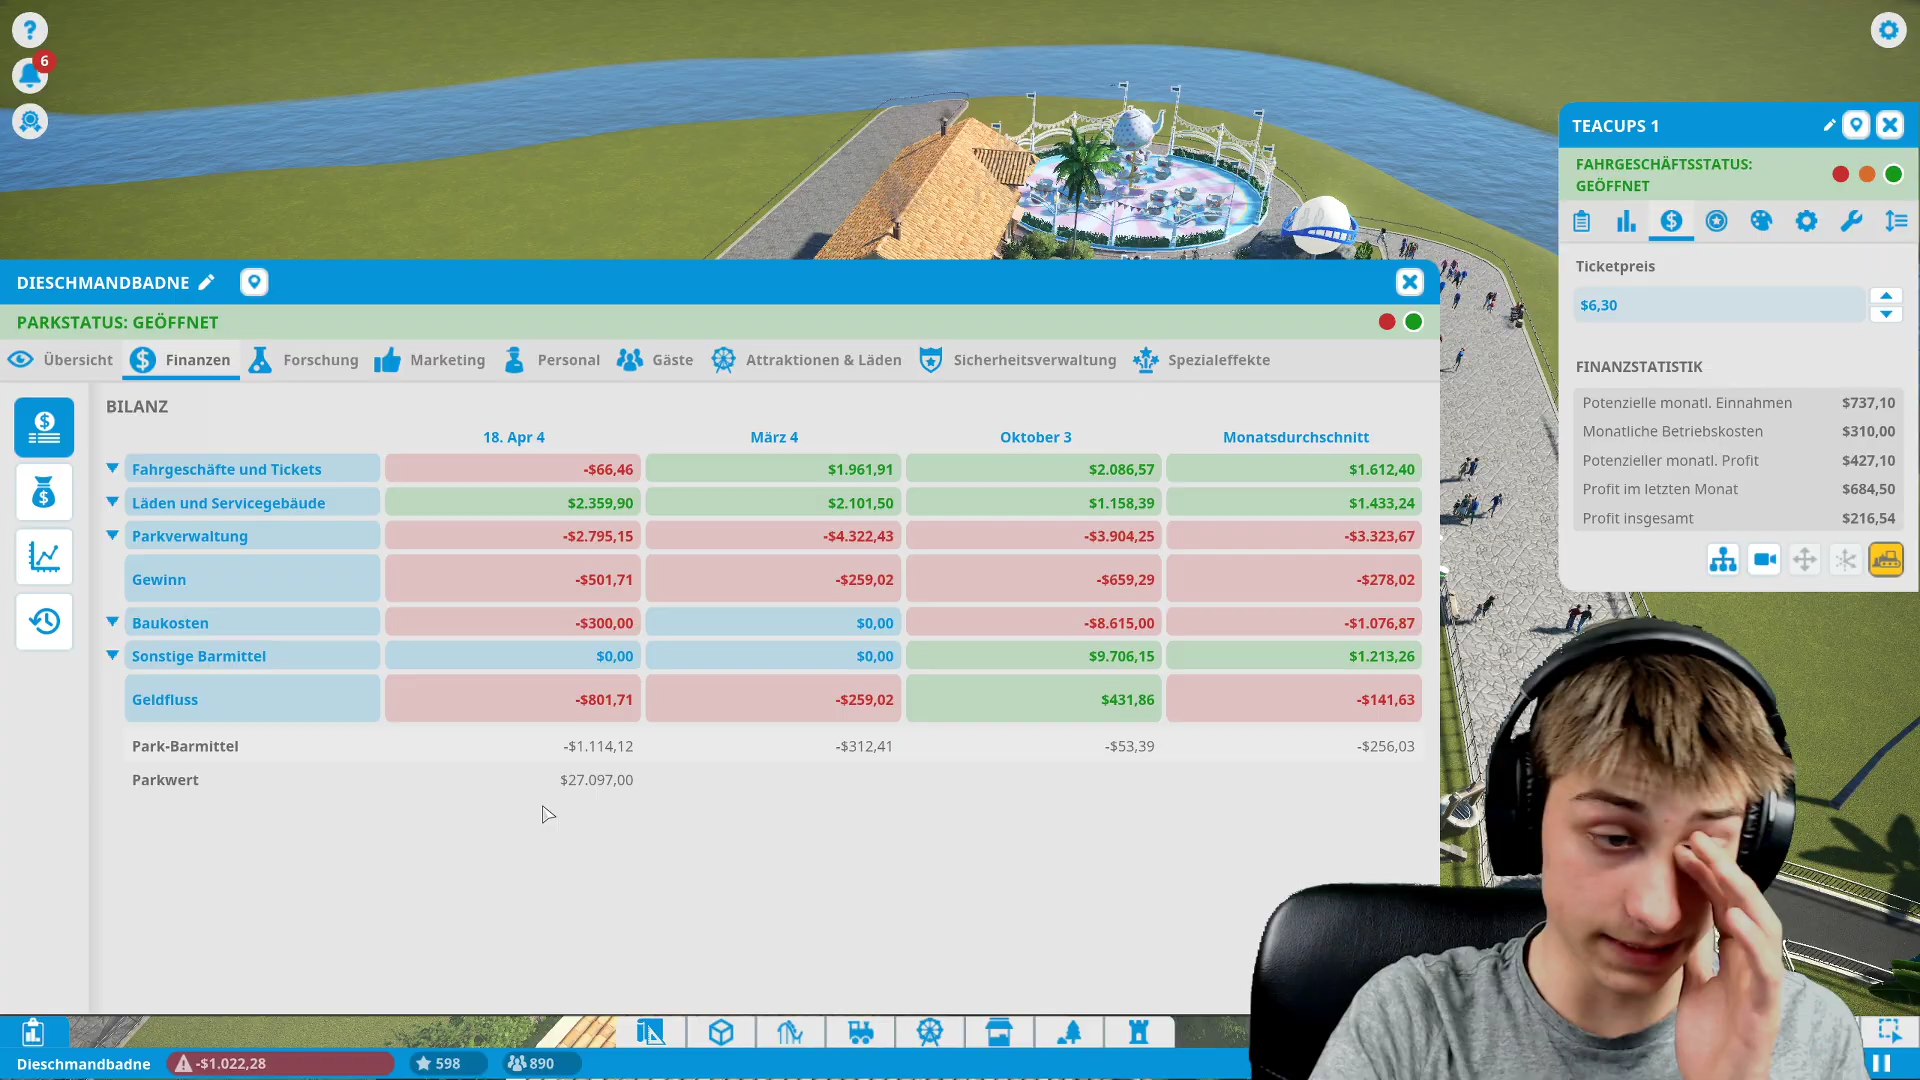 ?
6
TEACUPS 1
FAHRGESCHÄFTSSTATUS:
GEÖFFNET
Ticketpreis
$6,30
FINANZSTATISTIK
Potenzielle monatl. Einnahmen $737,10
Monatliche Betriebskosten $310,00
Potenzieller monatl. Profit $427,10
Profit im letzten Monat $684,50
Profit insgesamt $216,54
DIESCHMANDBADNE
PARKSTATUS: GEÖFFNET
Übersicht Finanzen Forschung Marketing Personal Gäste Attraktionen & Läden Sicherheitsverwaltung Spezialeffekte
BILANZ
18. Apr 4 März 4 Oktober 3 Monatsdurchschnitt
Fahrgeschäfte und Tickets -$66,46 $1.961,91 $2.086,57 $1.612,40
Läden und Servicegebäude $2.359,90 $2.101,50 $1.158,39 $1.433,24
Parkverwaltung -$2.795,15 -$4.322,43 -$3.904,25 -$3.323,67
Gewinn -$501,71 -$259,02 -$659,29 -$278,02
Baukosten -$300,00 $0,00 -$8.615,00 -$1.076,87
Sonstige Barmittel $0,00 $0,00 $9.706,15 $1.213,26
Geldfluss -$801,71 -$259,02 $431,86 -$141,63
Park-Barmittel -$1.114,12 -$312,41 -$53,39 -$256,03
Parkwert $27.097,00
Dieschmandbadne -$1.022,28 598 890